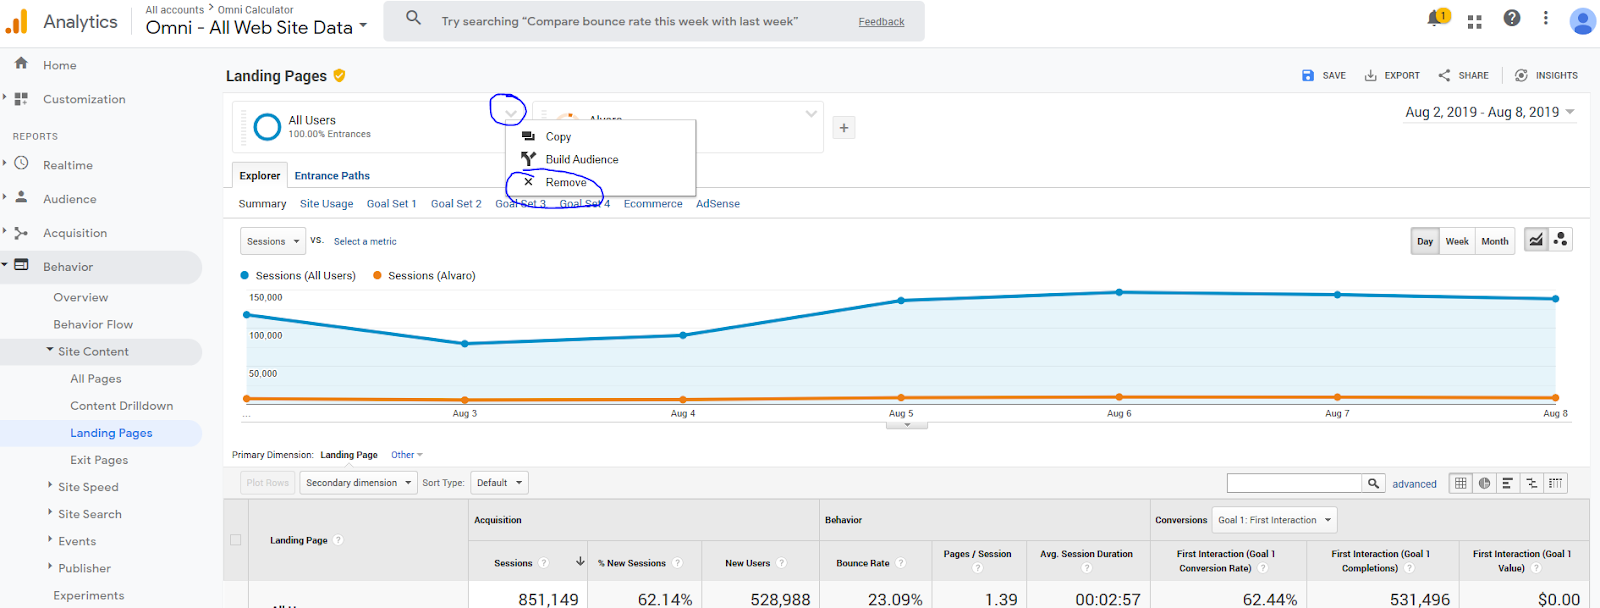 Analytics
All accounts > Omni Calculator
Omni - All Web Site Data
Try searching "Compare bounce rate this week with last week"
Feedback
1
Home
Customization
REPORTS
Realtime
Audience
Acquisition
Behavior
Overview
Behavior Flow
Site Content
All Pages
Content Drilldown
Landing Pages
Exit Pages
Site Speed
Site Search
Events
Publisher
Experiments
Landing Pages
SAVE EXPORT SHARE INSIGHTS
All Users
100.00% Entrances
Alvaro
Aug 2, 2019 - Aug 8, 2019
Copy
Build Audience
Remove
Explorer Entrance Paths
Summary Site Usage Goal Set 1 Goal Set 2 Goal Set 3 Goal Set 4 Ecommerce AdSense
Sessions VS. Select a metric
Day Week Month
Sessions (All Users) Sessions (Alvaro)
150,000
100,000
50,000
... Aug 3 Aug 4 Aug 5 Aug 6 Aug 7 Aug 8
Primary Dimension: Landing Page Other
Plot Rows Secondary dimension Sort Type: Default
advanced
Landing Page ?
Acquisition Behavior Conversions Goal 1: First Interaction
Sessions ? % New Sessions ? New Users ? Bounce Rate ? Pages / Session ? Avg. Session Duration ? First Interaction (Goal 1 Conversion Rate) ? First Interaction (Goal 1 Completions) ? First Interaction (Goal 1 Value) ?
851,149 62.14% 528,988 23.09% 1.39 00:02:57 62.44% 531,496 $0.00